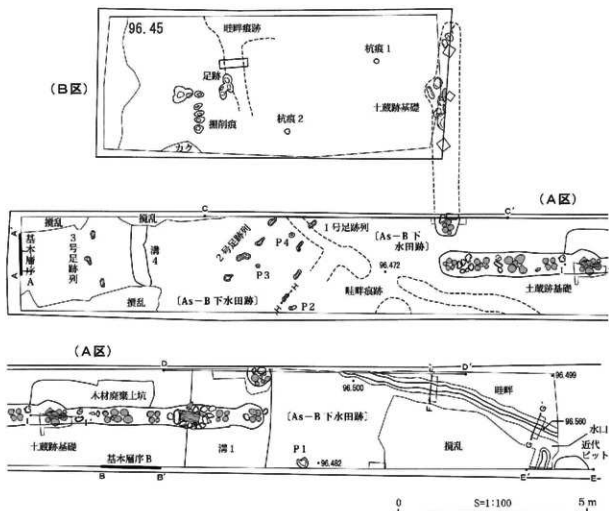 96.45
畦畔痕跡
杭痕1
(B区)
足跡
土蔵跡基礎
掘削痕
杭痕2
カク
(A区)
C
C'
攪乱
攪乱
1号足跡列
〔As-B下
水田跡〕
A'
基本層序A
A
3号足跡列
溝4
2号足跡列
P4
P3
96.472
攪乱
〔As-B下水田跡〕
H'
H
P2
畦畔痕跡
土蔵跡基礎
(A区)
D
D'
木材廃棄土坑
96.500
96.499
畦畔
〔As-B下水田跡〕
F'
F
G'
G
96.560
水口
土蔵跡基礎
基本層序B
溝1
P1
96.482
攪乱
近代
ピット
B
B'
E'
E
0
S=1:100
5m